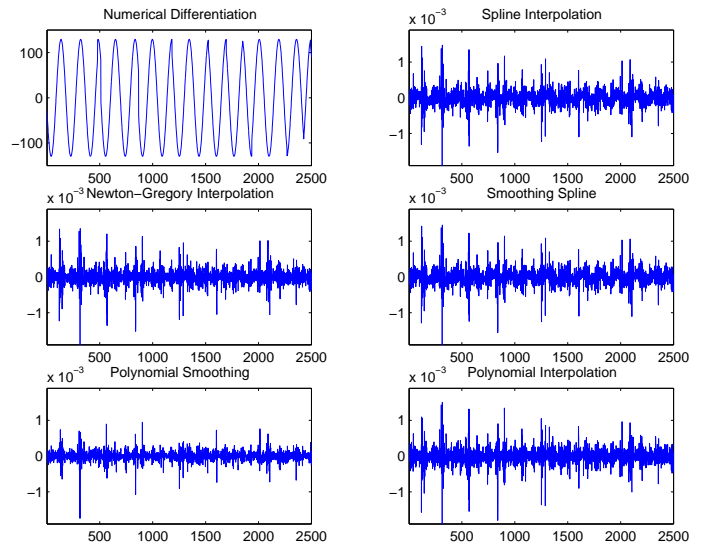 Numerical Differentiation
100
0
−100
500 1000 1500 2000 2500
Spline Interpolation
x 10−3
1
0
−1
500 1000 1500 2000 2500
Newton−Gregory Interpolation
x 10−3
1
0
−1
500 1000 1500 2000 2500
Smoothing Spline
x 10−3
1
0
−1
500 1000 1500 2000 2500
Polynomial Smoothing
x 10−3
1
0
−1
500 1000 1500 2000 2500
Polynomial Interpolation
x 10−3
1
0
−1
500 1000 1500 2000 2500